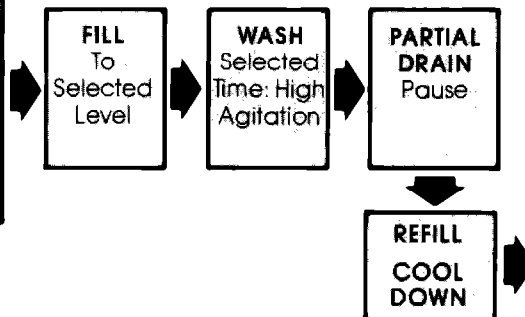 FILL
To
Selected
Level
WASH
Selected
Time: High
Agitation
PARTIAL
DRAIN
Pause
REFILL
COOL
DOWN